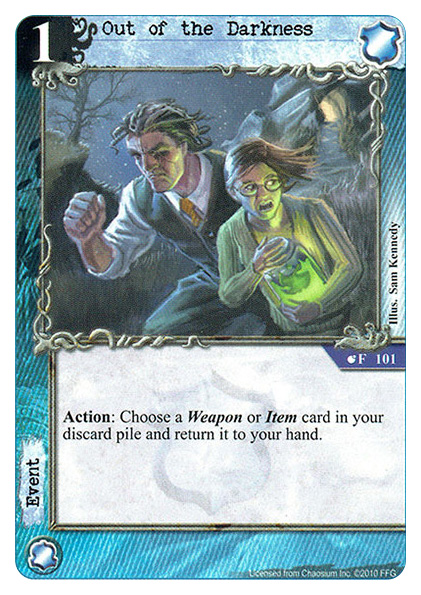 1
Out of the Darkness
Illus. Sam Kennedy
F 101
Action: Choose a Weapon or Item card in your
discard pile and return it to your hand.
Event
Licensed from Chaosium Inc. ©2010 FFG